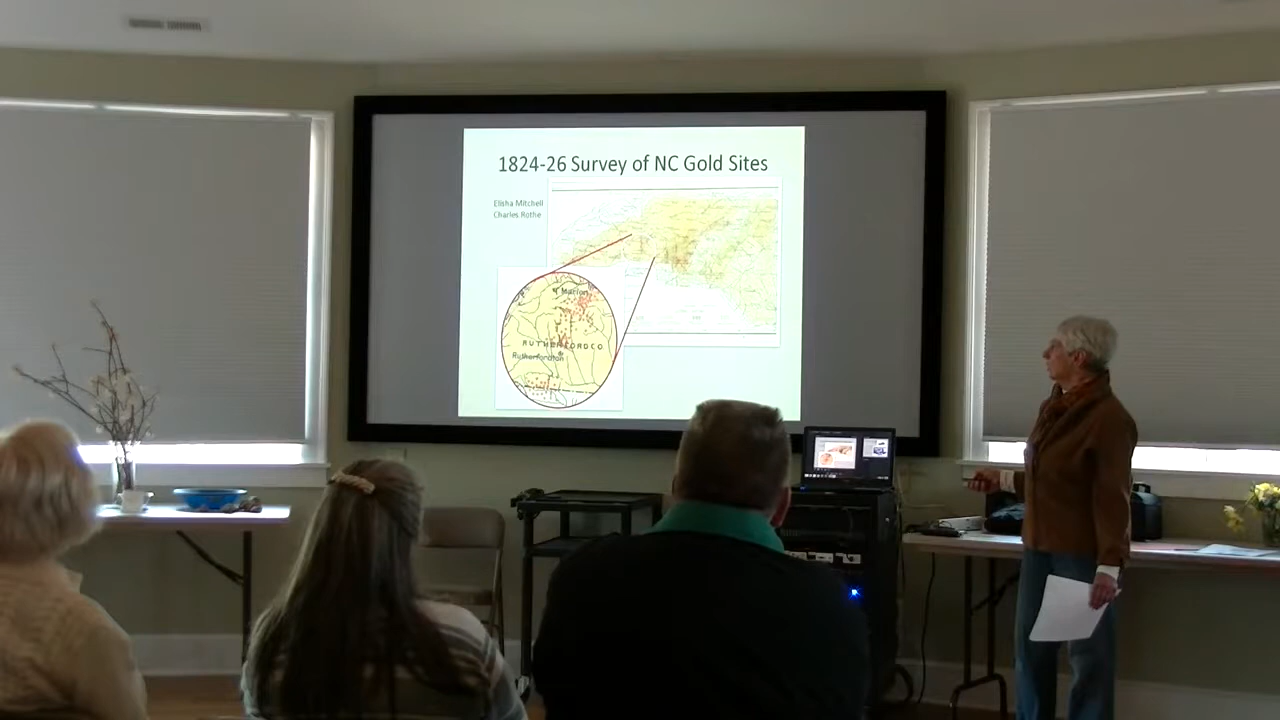 1824-26 Survey of NC Gold Sites
Elisha Mitchell
Charles Rothe
Marion
RUTHERFORD CO
Rutherfordton